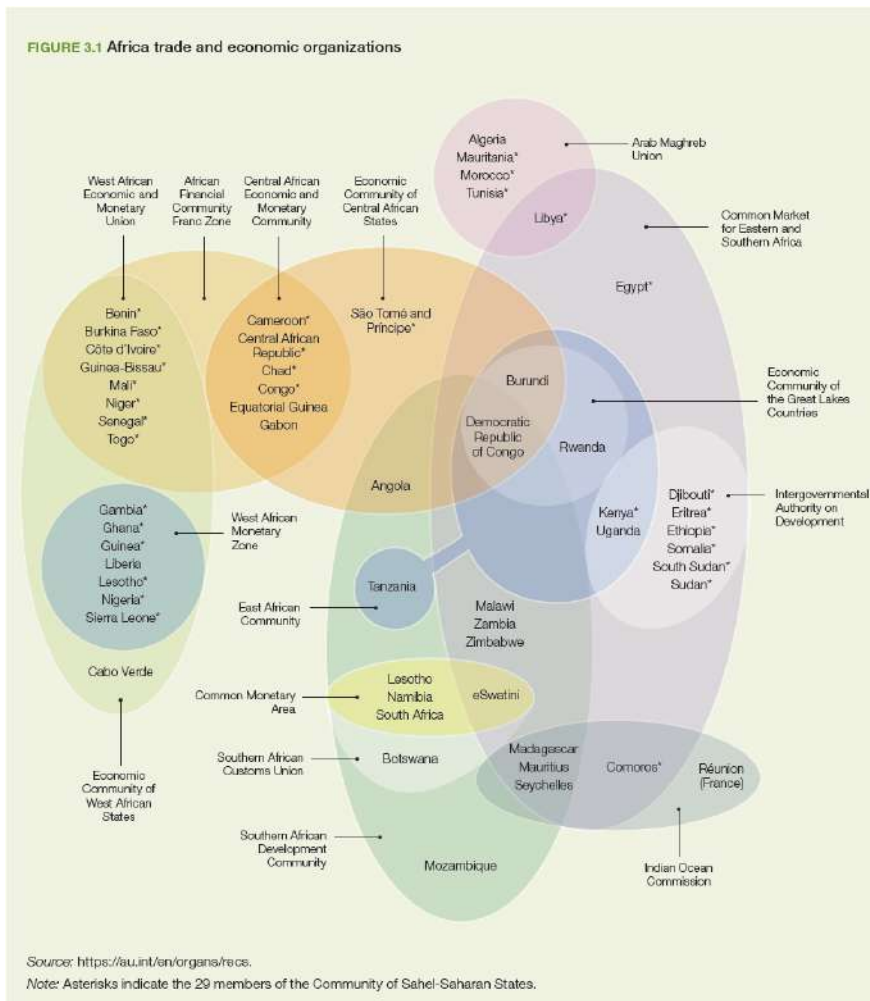 FIGURE 3.1 Africa trade and economic organizations
Algeria
Mauritania*
Morocco*
Tunisia*
Arab Maghreb
Union
West African
Economic and
Monetary
Union
African
Financial
Community
Franc Zone
Central African
Economic and
Monetary
Community
Economic
Community of
Central African
States
Libya*
Common Market
for Eastern and
Southern Africa
Egypt*
Benin*
Burkina Faso*
Côte d'Ivoire*
Guinea-Bissau*
Mali*
Niger*
Senegal*
Togo*
Cameroon*
Central African
Republic*
Chad*
Congo*
Equatorial Guinea
Gabon
São Tomé and
Príncipe*
Burundi
Democratic
Republic
of Congo
Rwanda
Economic
Community of
the Great Lakes
Countries
Angola
Kenya*
Uganda
Djibouti*
Eritrea*
Ethiopia*
Somalia*
South Sudan*
Sudan*
Intergovernmental
Authority on
Development
Gambia*
Ghana*
Guinea*
Liberia
Lesotho*
Nigeria*
Sierra Leone*
West African
Monetary
Zone
Tanzania
East African
Community
Malawi
Zambia
Zimbabwe
Cabo Verde
Common Monetary
Area
Lesotho
Namibia
South Africa
eSwatini
Southern African
Customs Union
Botswana
Madagascar
Mauritius
Seychelles
Comoros*
Réunion
(France)
Economic
Community of
West African
States
Southern African
Development
Community
Mozambique
Indian Ocean
Commission
Source: https://au.int/en/organs/recs.
Note: Asterisks indicate the 29 members of the Community of Sahel-Saharan States.